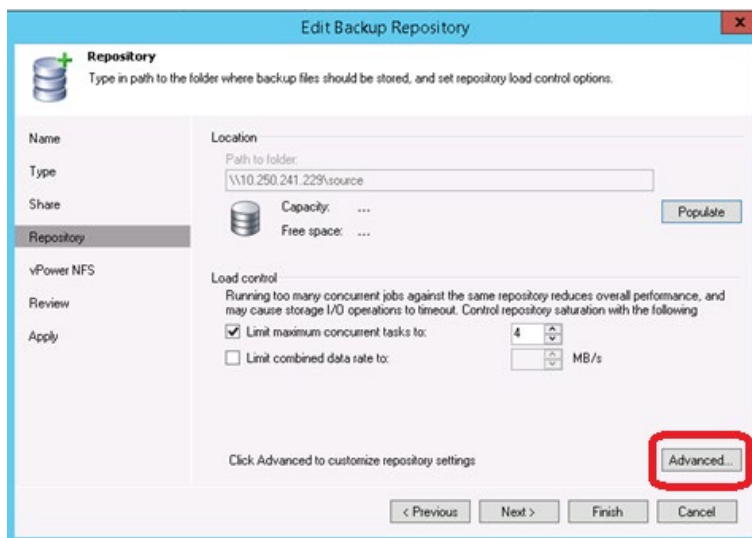 Edit Backup Repository
x
Repository
Type in path to the folder where backup files should be stored, and set repository load control options.
Name
Type
Share
Repository
vPower NFS
Review
Apply
Location
Path to folder:
\\10.250.241.229\source
Capacity: ...
Free space: ...
Populate
Load control
Running too many concurrent jobs against the same repository reduces overall performance, and
may cause storage I/O operations to timeout. Control repository saturation with the following
Limit maximum concurrent tasks to: 4
Limit combined data rate to: MB/s
Click Advanced to customize repository settings
Advanced...
< Previous
Next >
Finish
Cancel